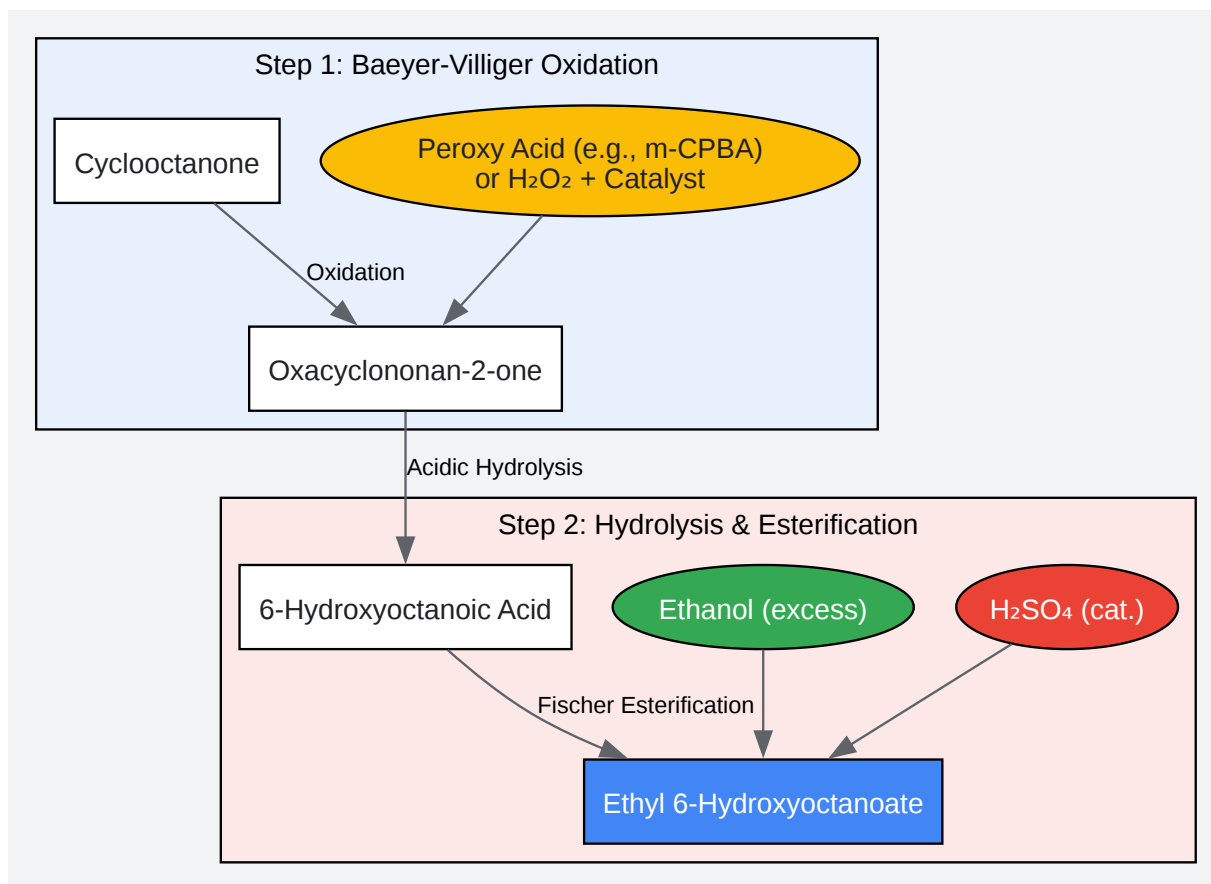 Step 1: Baeyer-Villiger Oxidation
Cyclooctanone
Peroxy Acid (e.g., m-CPBA)
or H₂O₂ + Catalyst
Oxidation
Oxacyclononan-2-one
Acidic Hydrolysis
Step 2: Hydrolysis & Esterification
6-Hydroxyoctanoic Acid
Ethanol (excess)
H₂SO₄ (cat.)
Fischer Esterification
Ethyl 6-Hydroxyoctanoate